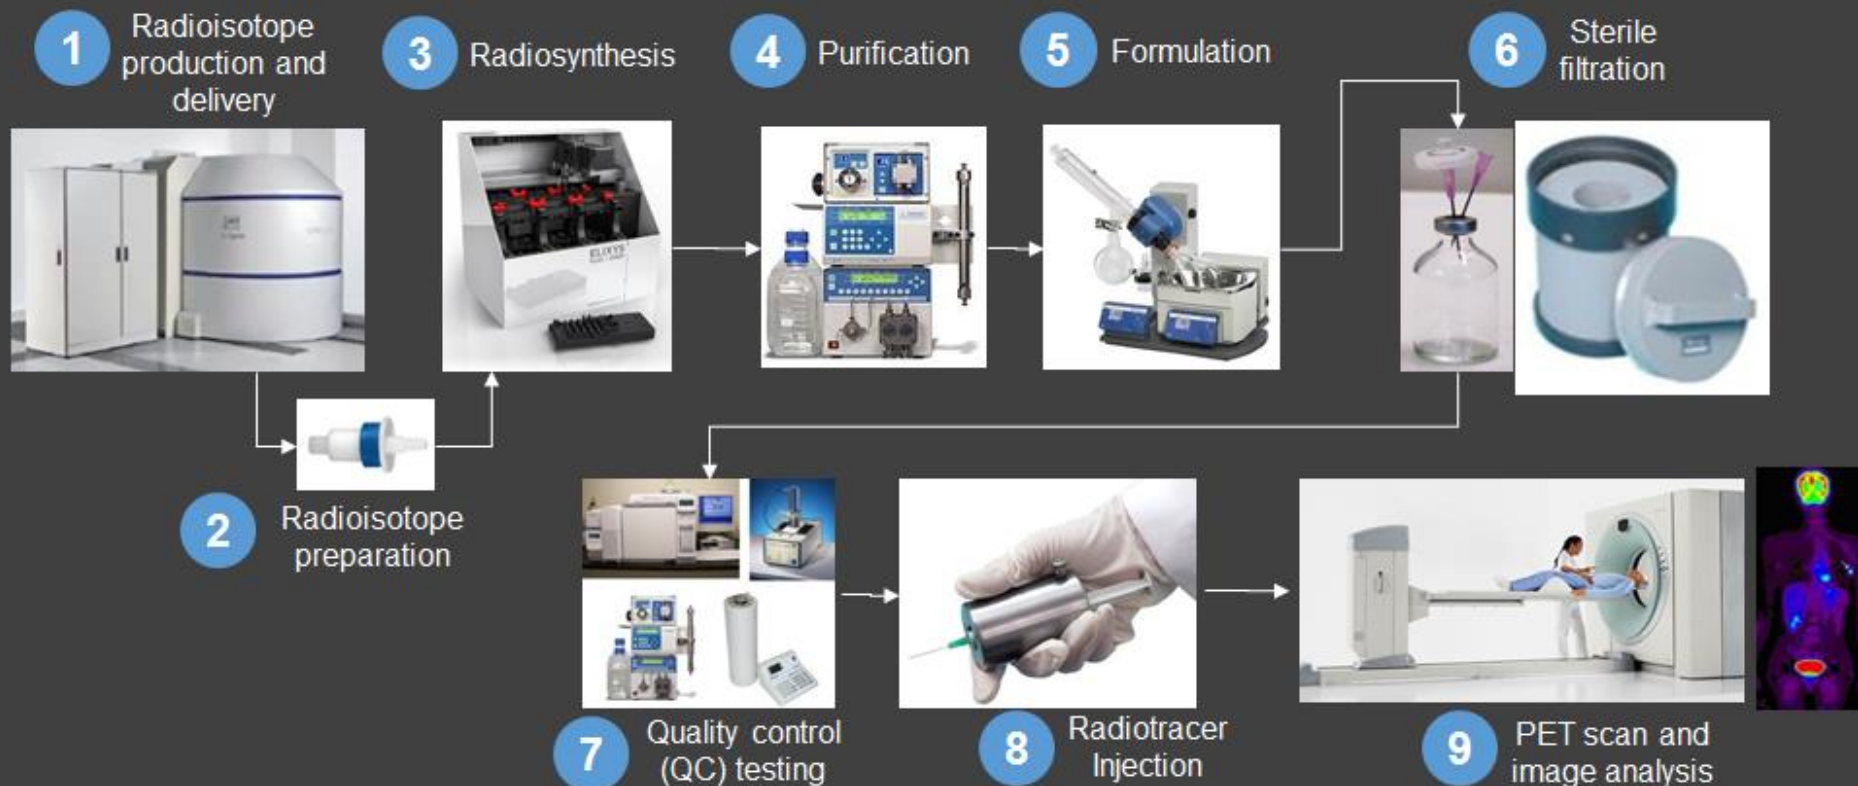 1
Radioisotope
production and
delivery
2
Radioisotope
preparation
3
Radiosynthesis
4
Purification
5
Formulation
6
Sterile
filtration
7
Quality control
(QC) testing
8
Radiotracer
Injection
9
PET scan and
image analysis
ELIXYS